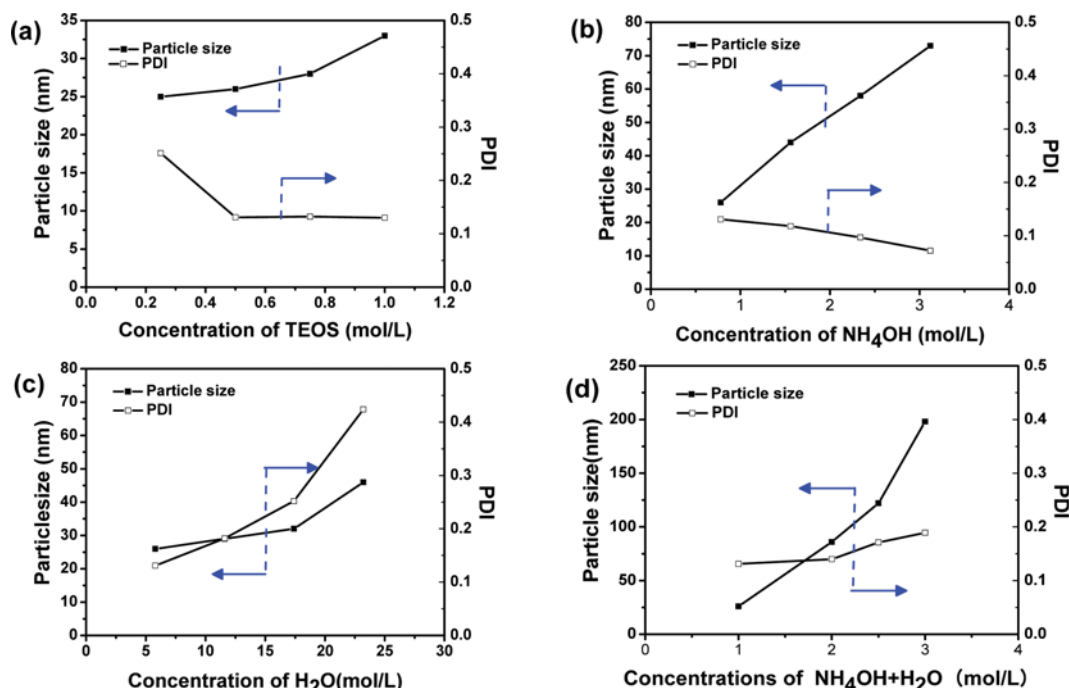 (a)
Particle size
PDI
Particle size (nm)
35
30
25
20
15
10
5
0
0.5
0.4
0.3
0.2
0.1
0.0
PDI
0.0 0.2 0.4 0.6 0.8 1.0 1.2
Concentration of TEOS (mol/L)
(b)
Particle size
PDI
Particle size (nm)
80
70
60
50
40
30
20
10
0
0.5
0.4
0.3
0.2
0.1
0.0
PDI
0 1 2 3 4
Concentration of NH4OH (mol/L)
(c)
Particle size
PDI
Particlesize (nm)
80
70
60
50
40
30
20
10
0
0.5
0.4
0.3
0.2
0.1
0.0
PDI
0 5 10 15 20 25 30
Concentration of H2O(mol/L)
(d)
Particle size
PDI
Particle size(nm)
250
200
150
100
50
25
0
0.5
0.4
0.3
0.2
0.1
0.0
PDI
0 1 2 3 4
Concentrations of NH4OH+H2O (mol/L)